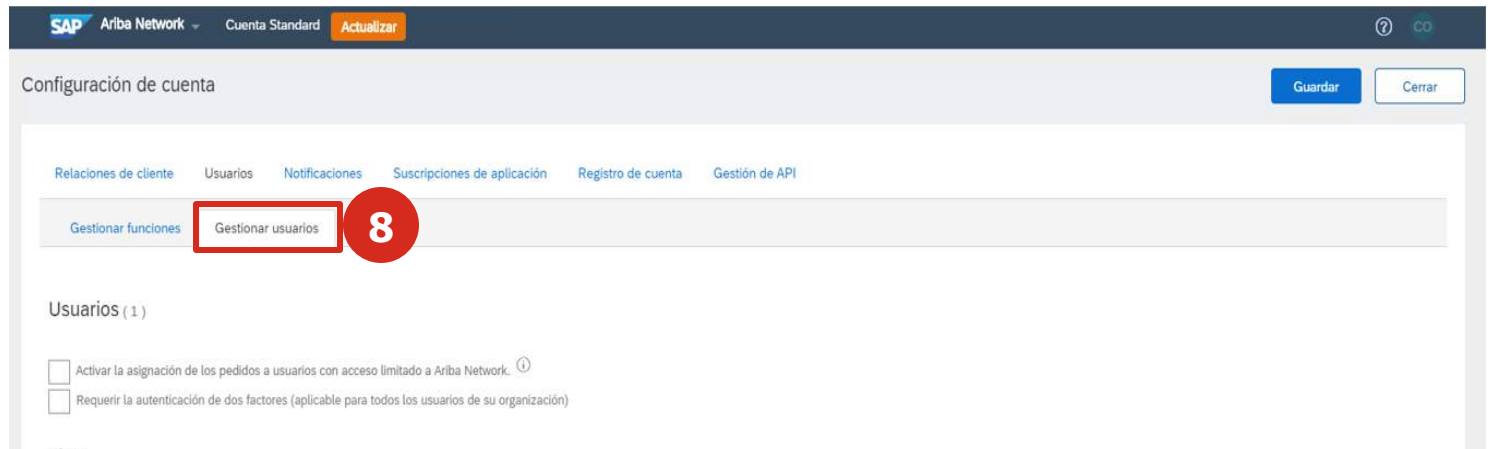 SAP Ariba Network Cuenta Standard Actualizar CO
Configuración de cuenta Guardar Cerrar
Relaciones de cliente Usuarios Notificaciones Suscripciones de aplicación Registro de cuenta Gestión de API
Gestionar funciones Gestionar usuarios 8
Usuarios (1)
Activar la asignación de los pedidos a usuarios con acceso limitado a Ariba Network.
Requerir la autenticación de dos factores (aplicable para todos los usuarios de su organización)